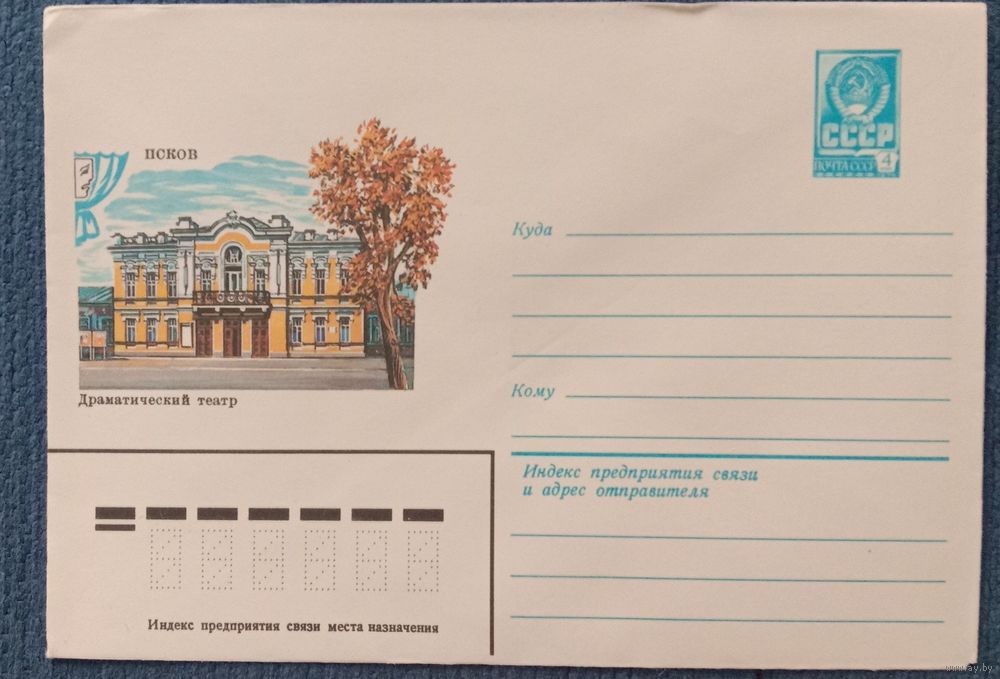 ПСКОВ
СССР
ПОЧТА СССР
4
Куда
Драматический театр
Кому
Индекс предприятия связи
и адрес отправителя
Индекс предприятия связи места назначения